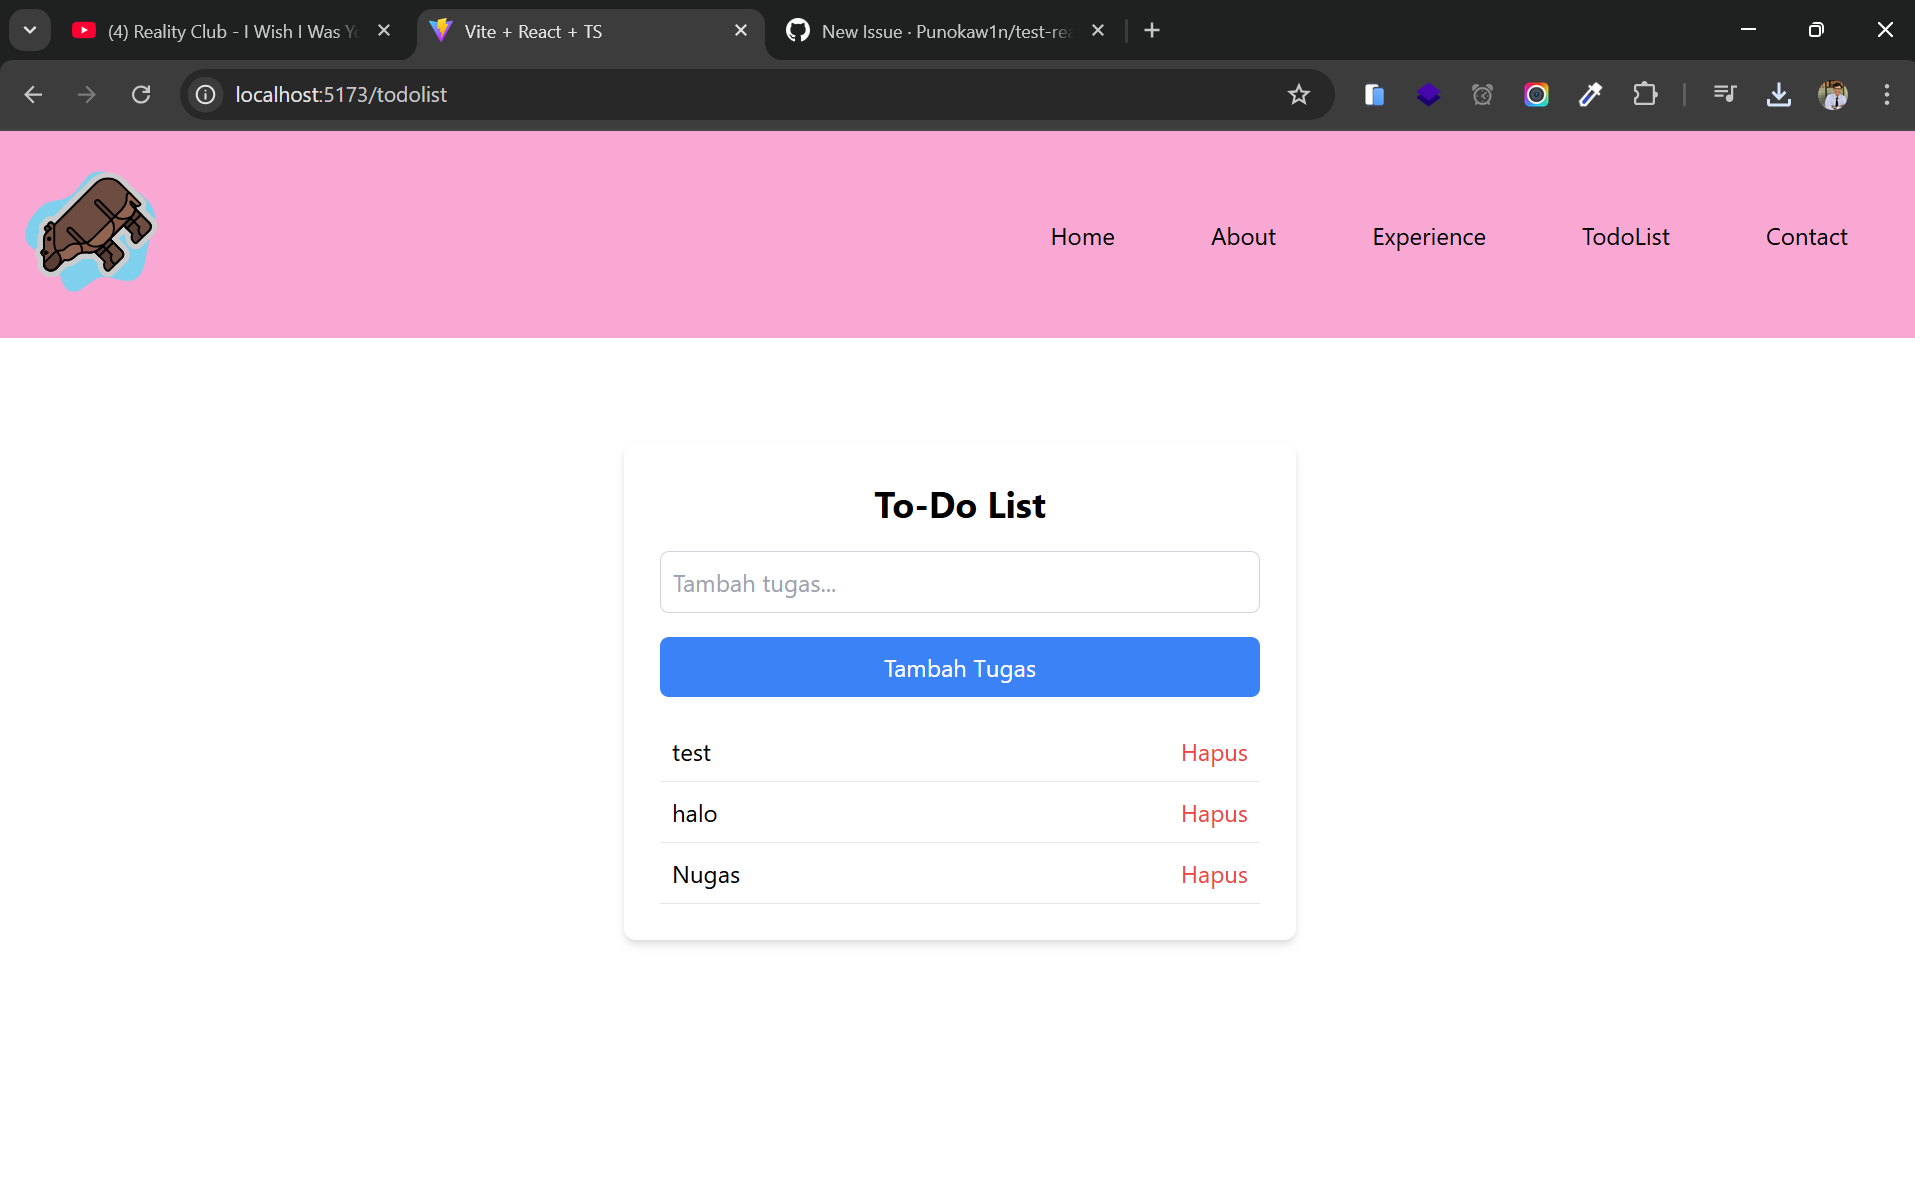 (4) Reality Club - I Wish I Was Yo
Vite + React + TS
New Issue · Punokaw1n/test-rea
localhost:5173/todolist
Home About Experience TodoList Contact
To-Do List
Tambah tugas...
Tambah Tugas
test Hapus
halo Hapus
Nugas Hapus